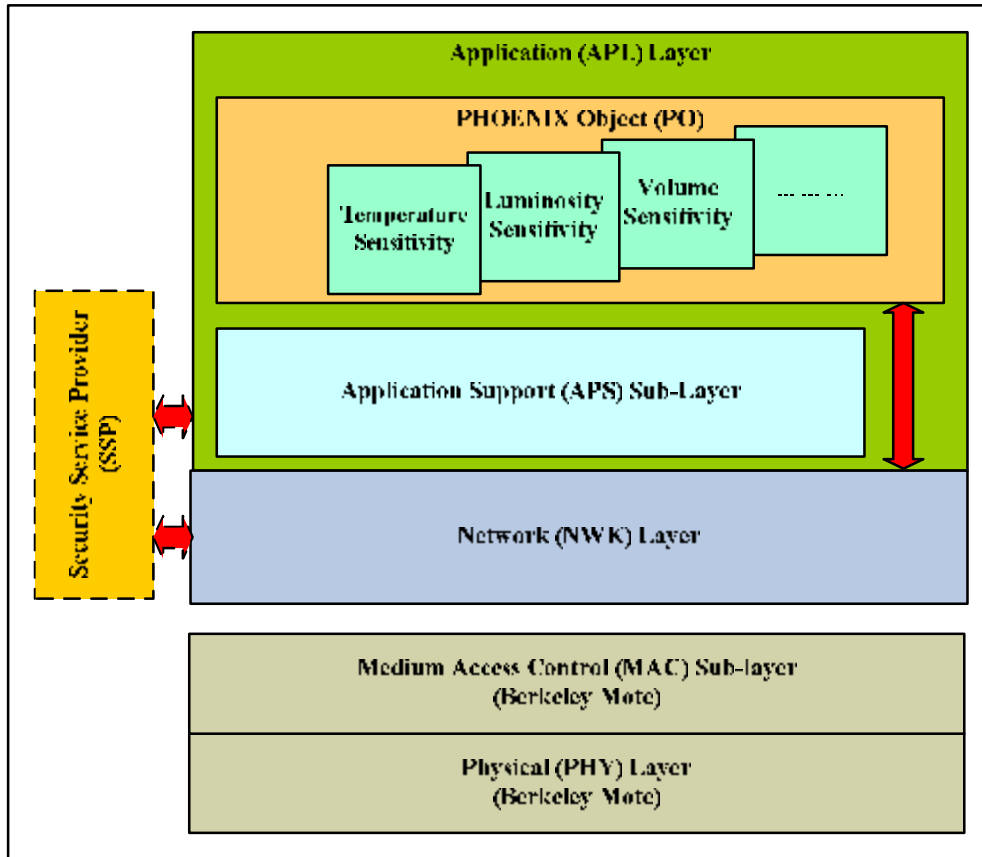 Application (APL) Layer
PHOENIX Object (PO)
Temperature
Sensitivity
Luminosity
Sensitivity
Volume
Sensitivity
... ... ...
Security Service Provider
(SSP)
Application Support (APS) Sub-Layer
Network (NWK) Layer
Medium Access Control (MAC) Sub-layer
(Berkeley Mote)
Physical (PHY) Layer
(Berkeley Mote)